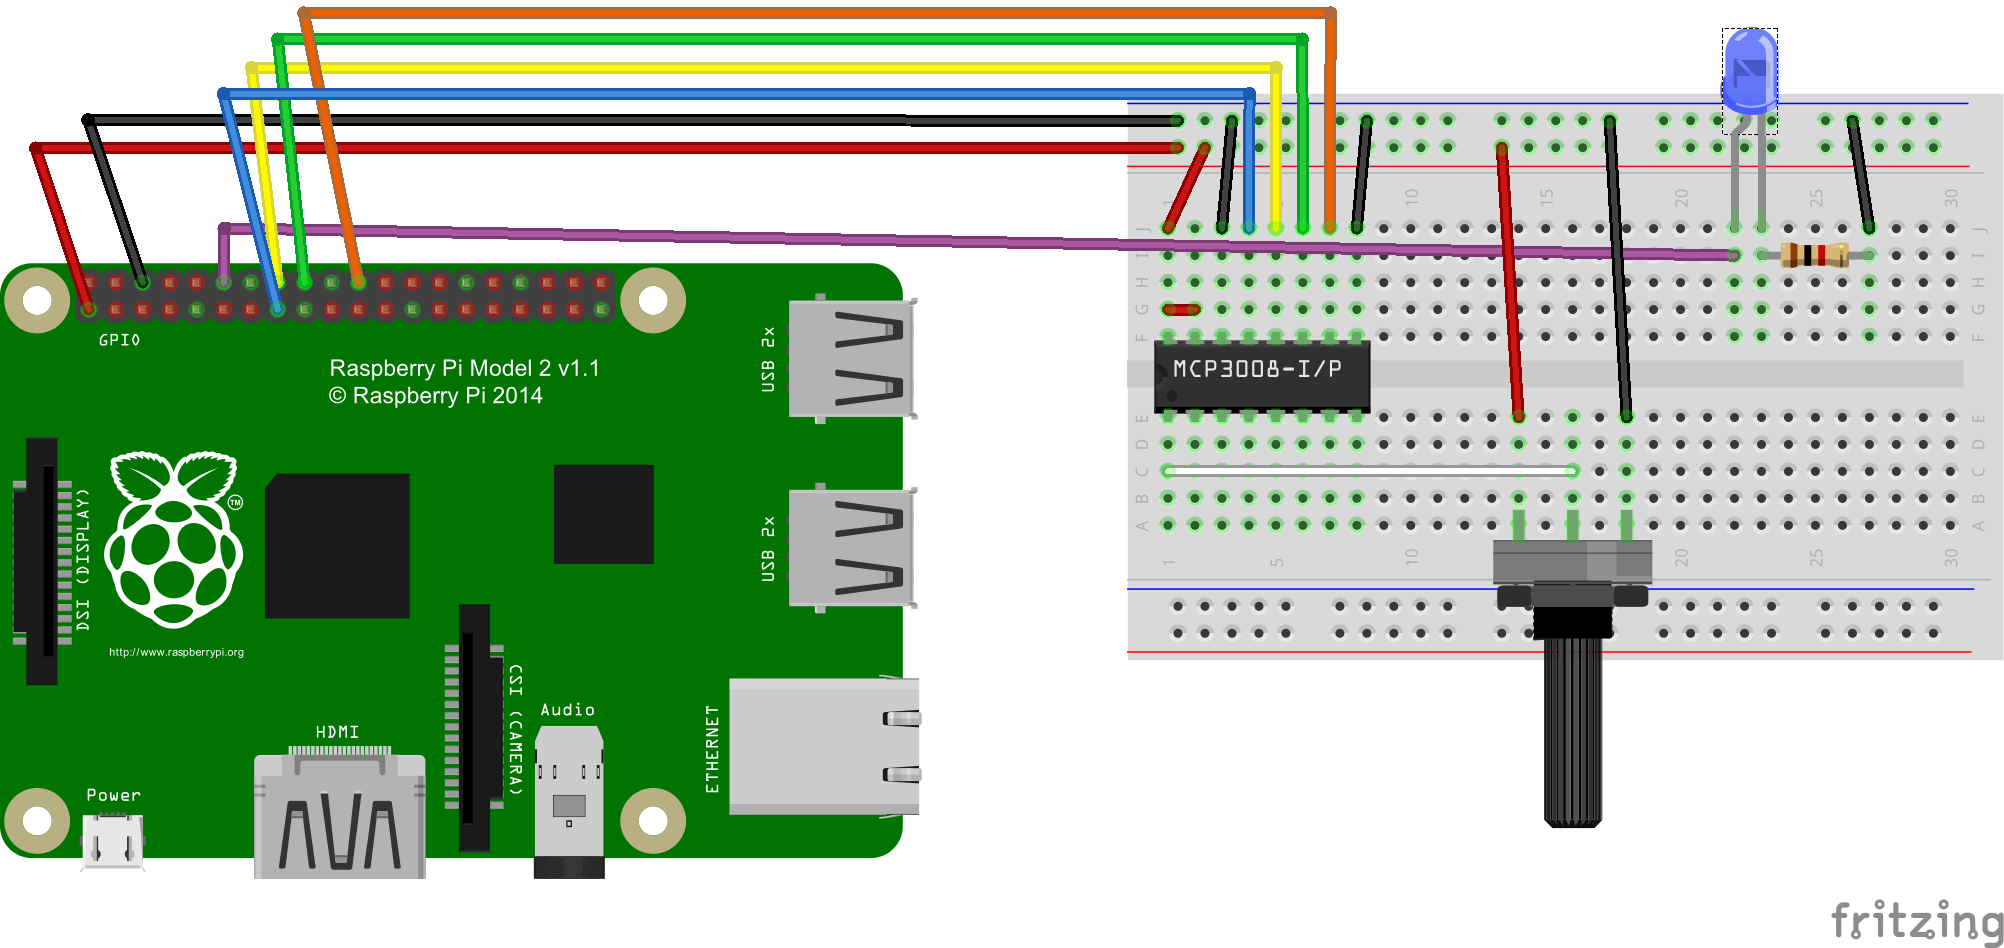 GPIO
Raspberry Pi Model 2 v1.1
© Raspberry Pi 2014
USB 2x
USB 2x
DSI (DISPLAY)
TM
http://www.raspberrypi.org
CSI (CAMERA)
Audio
HDMI
ETHERNET
Power
1 10 15 20 25 30
J J
I I
H H
G G
F F
MCP3008-I/P
E E
D D
C C
B B
A A
1 5 10 20 25 30
fritzing